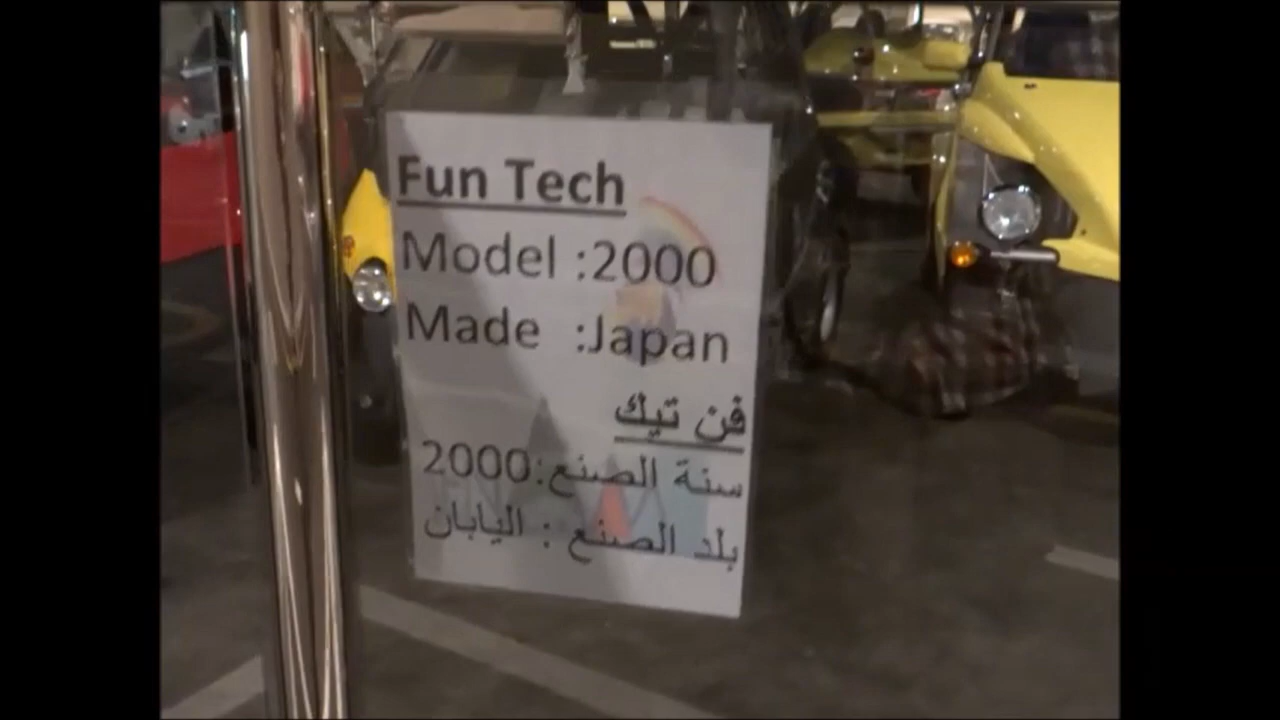 Fun Tech
Model :2000
Made :Japan
فن تيك
سنة الصنع:2000
بلد الصنع : اليابان